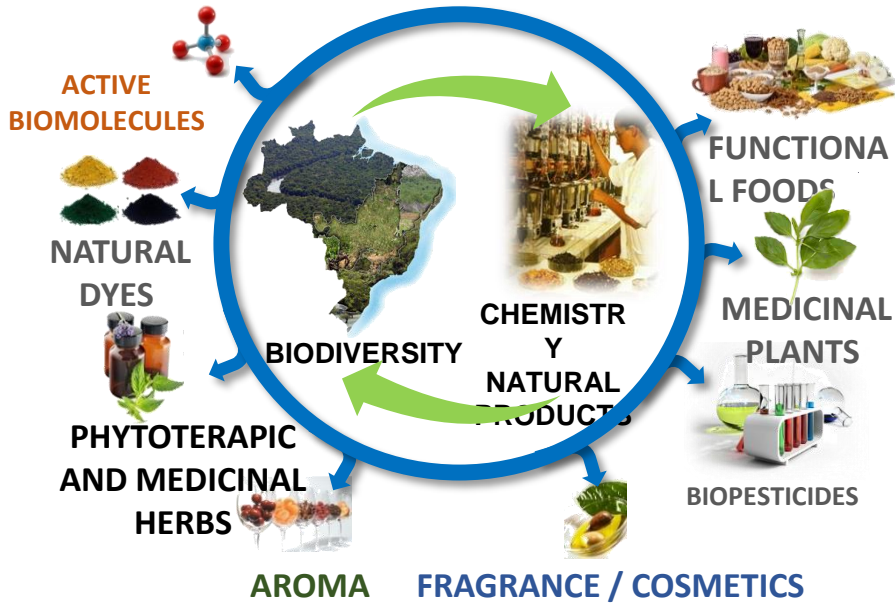 ACTIVE
BIOMOLECULES
FUNCTIONA
L FOODS
NATURAL
DYES
MEDICINAL
PLANTS
BIODIVERSITY
CHEMISTR
Y
NATURAL
PRODUCTS
PHYTOTERAPIC
AND MEDICINAL
HERBS
BIOPESTICIDES
AROMA
FRAGRANCE / COSMETICS